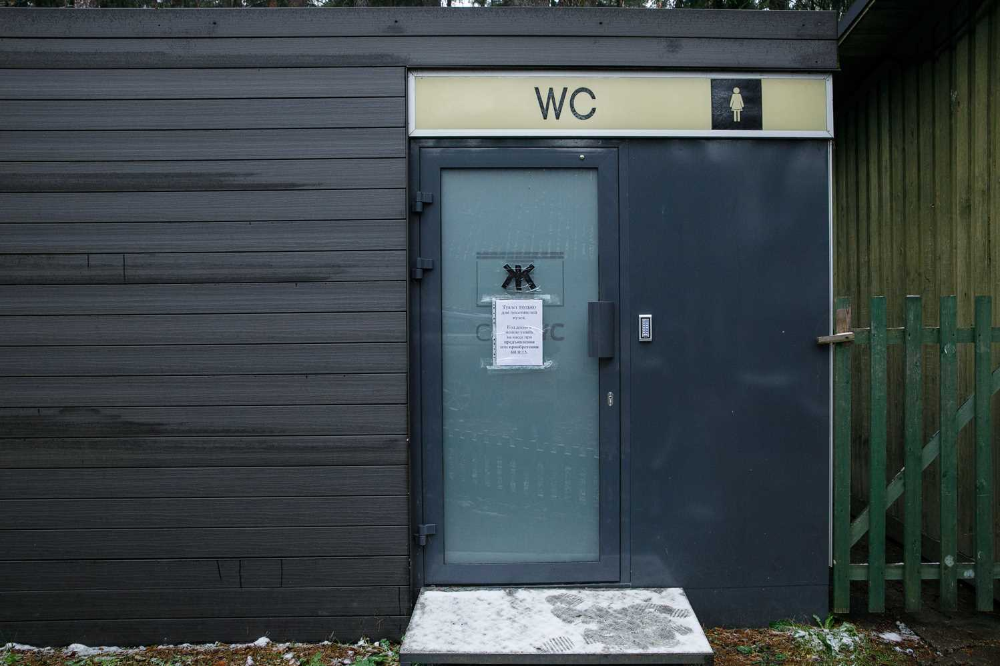 WC
Ж
Туалет ТОЛЬКО
для посетителей
музея.
Код доступа
можно узнать
на кассе при
предъявлении
или приобретении
БИЛЕТА.